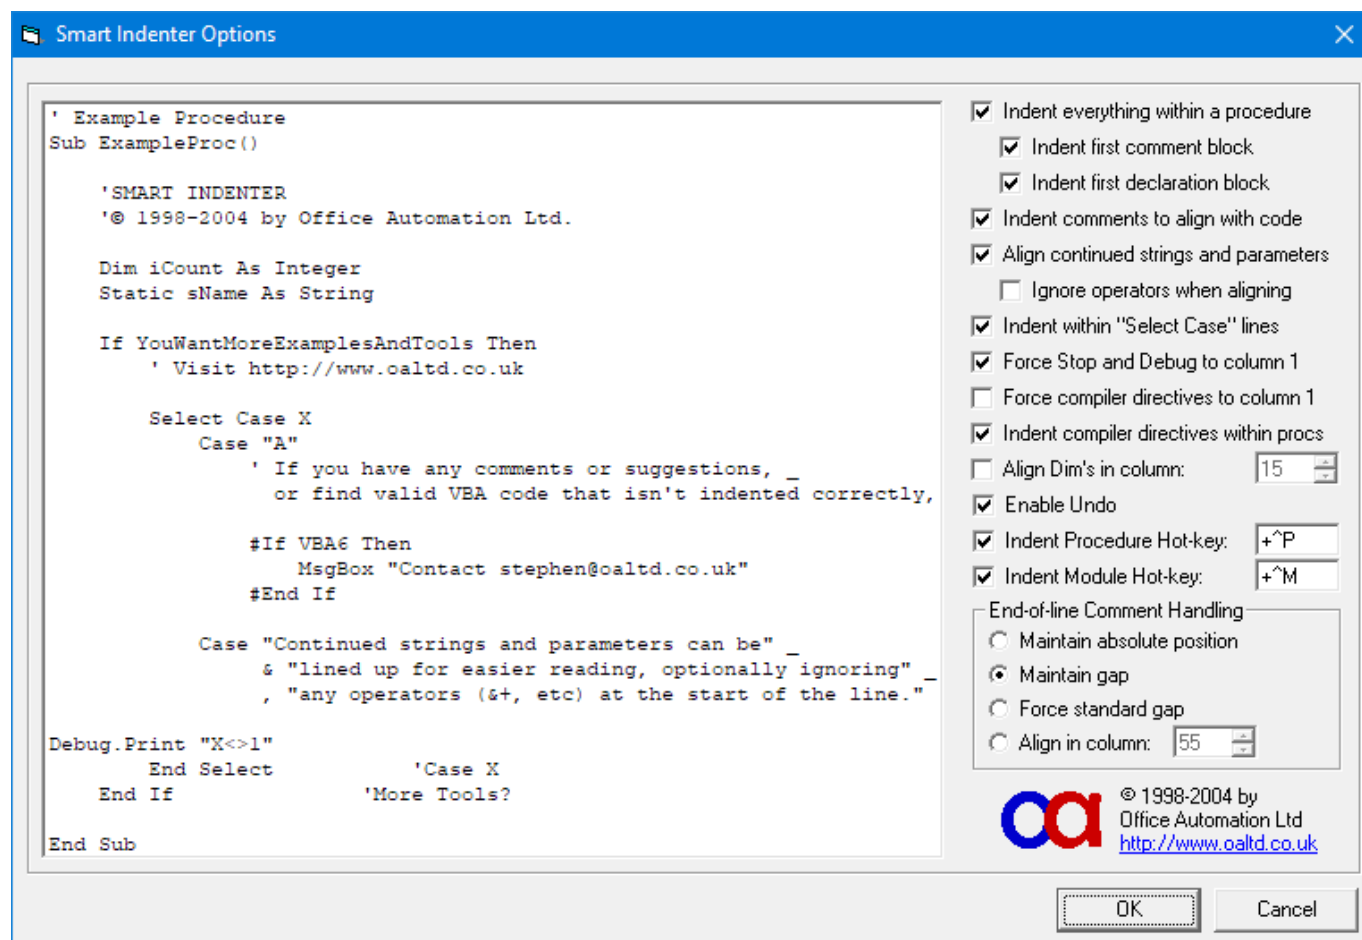 Smart Indenter Options
' Example Procedure
Sub ExampleProc()
'SMART INDENTER
'© 1998-2004 by Office Automation Ltd.
Dim iCount As Integer
Static sName As String
If YouWantMoreExamplesAndTools Then
' Visit http://www.oaltd.co.uk
Select Case X
Case "A"
' If you have any comments or suggestions, _
or find valid VBA code that isn't indented correctly,
#If VBA6 Then
MsgBox "Contact stephen@oaltd.co.uk"
#End If
Case "Continued strings and parameters can be" _
& "lined up for easier reading, optionally ignoring" _
, "any operators (&+, etc) at the start of the line."
Debug.Print "X<>1"
End Select 'Case X
End If 'More Tools?
End Sub
Indent everything within a procedure
Indent first comment block
Indent first declaration block
Indent comments to align with code
Align continued strings and parameters
Ignore operators when aligning
Indent within "Select Case" lines
Force Stop and Debug to column 1
Force compiler directives to column 1
Indent compiler directives within procs
Align Dim's in column: 15
Enable Undo
Indent Procedure Hot-key: +^P
Indent Module Hot-key: +^M
End-of-line Comment Handling
Maintain absolute position
Maintain gap
Force standard gap
Align in column: 55
oa
© 1998-2004 by
Office Automation Ltd
http://www.oaltd.co.uk
OK Cancel